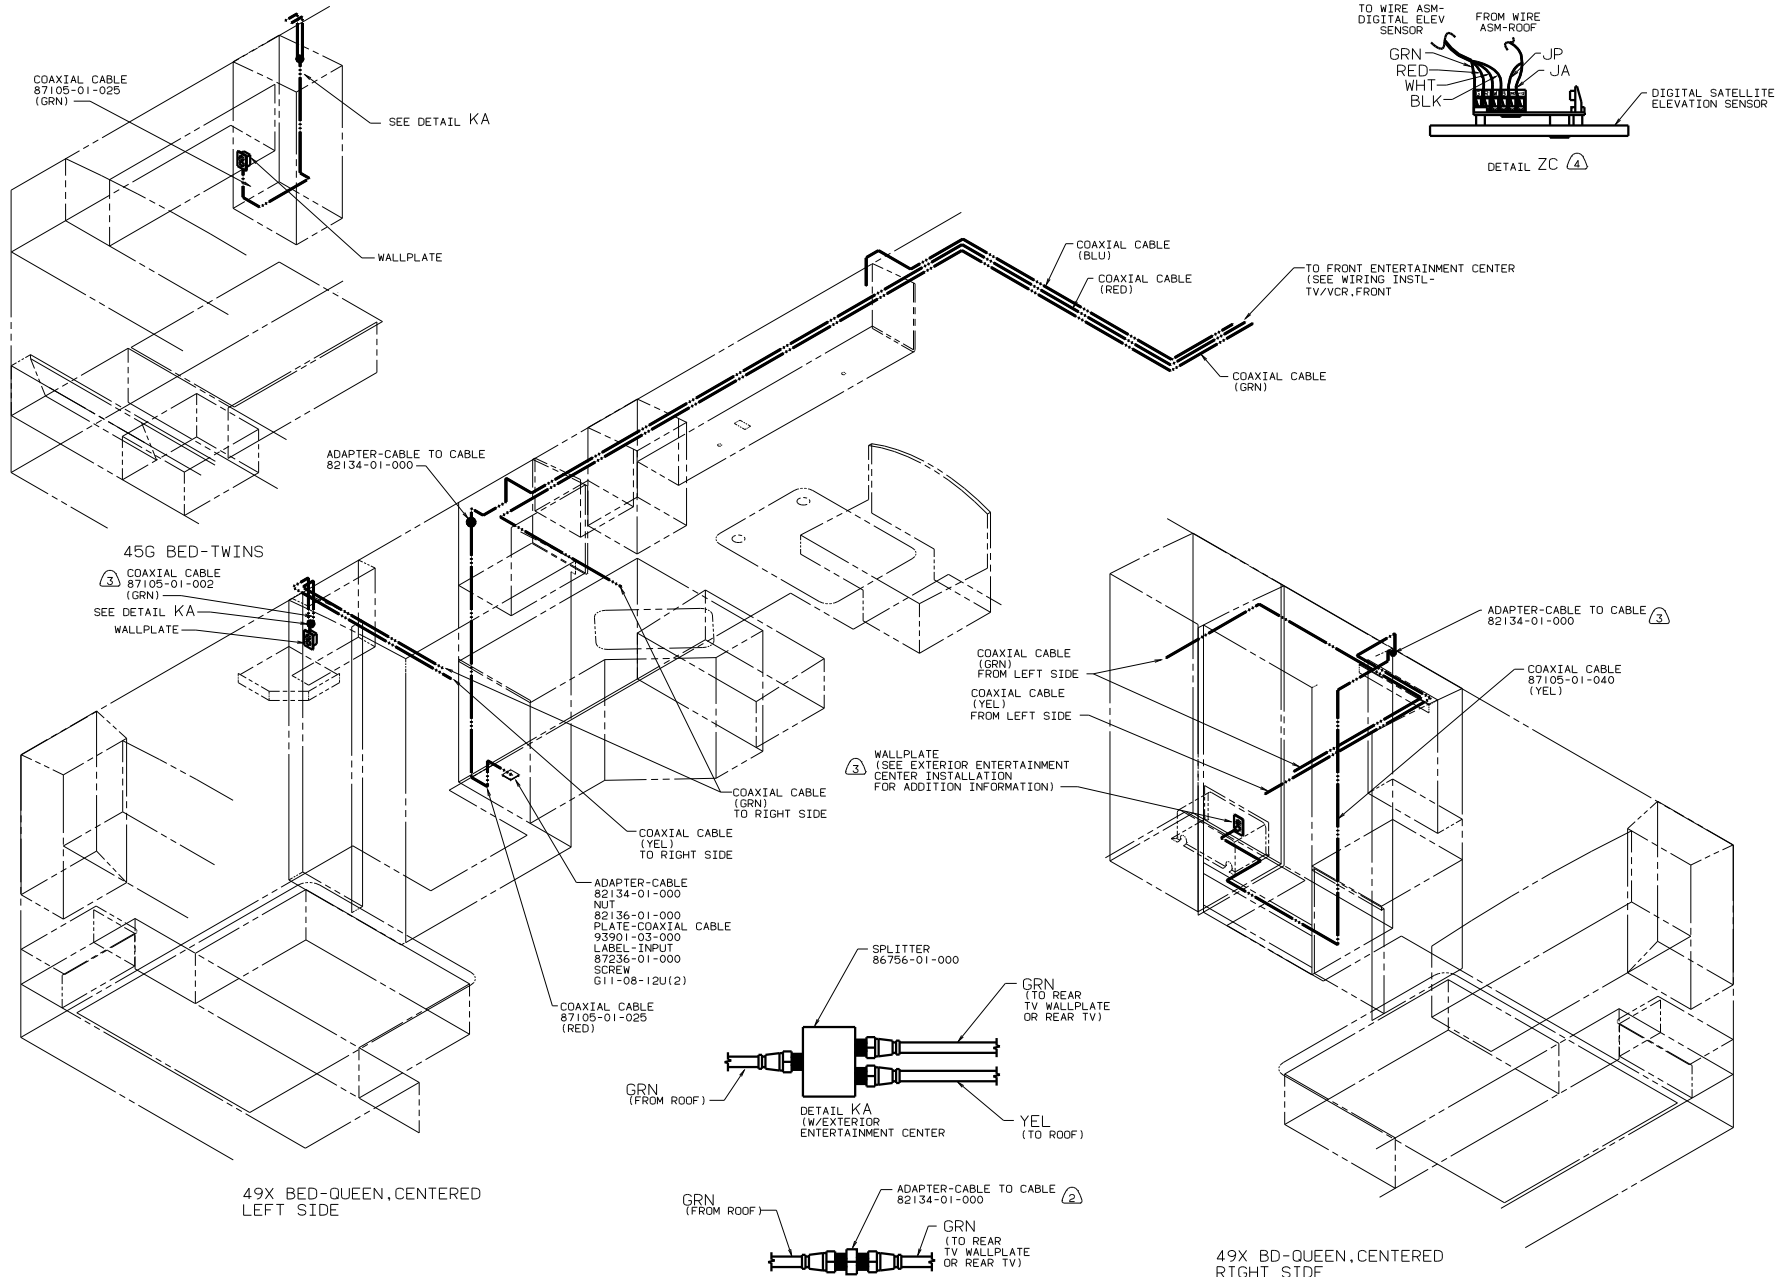 TO WIRE ASM-
DIGITAL ELEV
SENSOR
FROM WIRE
ASM-ROOF
GRN
RED
WHT
BLK
JP
JA
DIGITAL SATELLITE
ELEVATION SENSOR
DETAIL ZC 4
COAXIAL CABLE
87105-01-025
(GRN)
SEE DETAIL KA
WALLPLATE
45G BED-TWINS
COAXIAL CABLE
(BLU)
COAXIAL CABLE
(RED)
TO FRONT ENTERTAINMENT CENTER
(SEE WIRING INSTL-
TV/VCR,FRONT
COAXIAL CABLE
(GRN)
ADAPTER-CABLE TO CABLE
82134-01-000
3 COAXIAL CABLE
87105-01-002
(GRN)
SEE DETAIL KA
WALLPLATE
COAXIAL CABLE
(GRN)
TO RIGHT SIDE
COAXIAL CABLE
(YEL)
TO RIGHT SIDE
ADAPTER-CABLE
82134-01-000
NUT
82136-01-000
PLATE-COAXIAL CABLE
93901-03-000
LABEL-INPUT
87236-01-000
SCREW
G11-08-12U(2)
COAXIAL CABLE
87105-01-025
(RED)
49X BED-QUEEN,CENTERED
LEFT SIDE
ADAPTER-CABLE TO CABLE
82134-01-000 3
COAXIAL CABLE
(GRN)
FROM LEFT SIDE
COAXIAL CABLE
(YEL)
FROM LEFT SIDE
COAXIAL CABLE
87105-01-040
(YEL)
3 WALLPLATE
(SEE EXTERIOR ENTERTAINMENT
CENTER INSTALLATION
FOR ADDITION INFORMATION)
SPLITTER
86756-01-000
GRN
(TO REAR
TV WALLPLATE
OR REAR TV)
GRN
(FROM ROOF)
DETAIL KA
(W/EXTERIOR
ENTERTAINMENT CENTER
YEL
(TO ROOF)
ADAPTER-CABLE TO CABLE
82134-01-000 2
GRN
(FROM ROOF)
GRN
(TO REAR
TV WALLPLATE
OR REAR TV)
49X BD-QUEEN,CENTERED
RIGHT SIDE